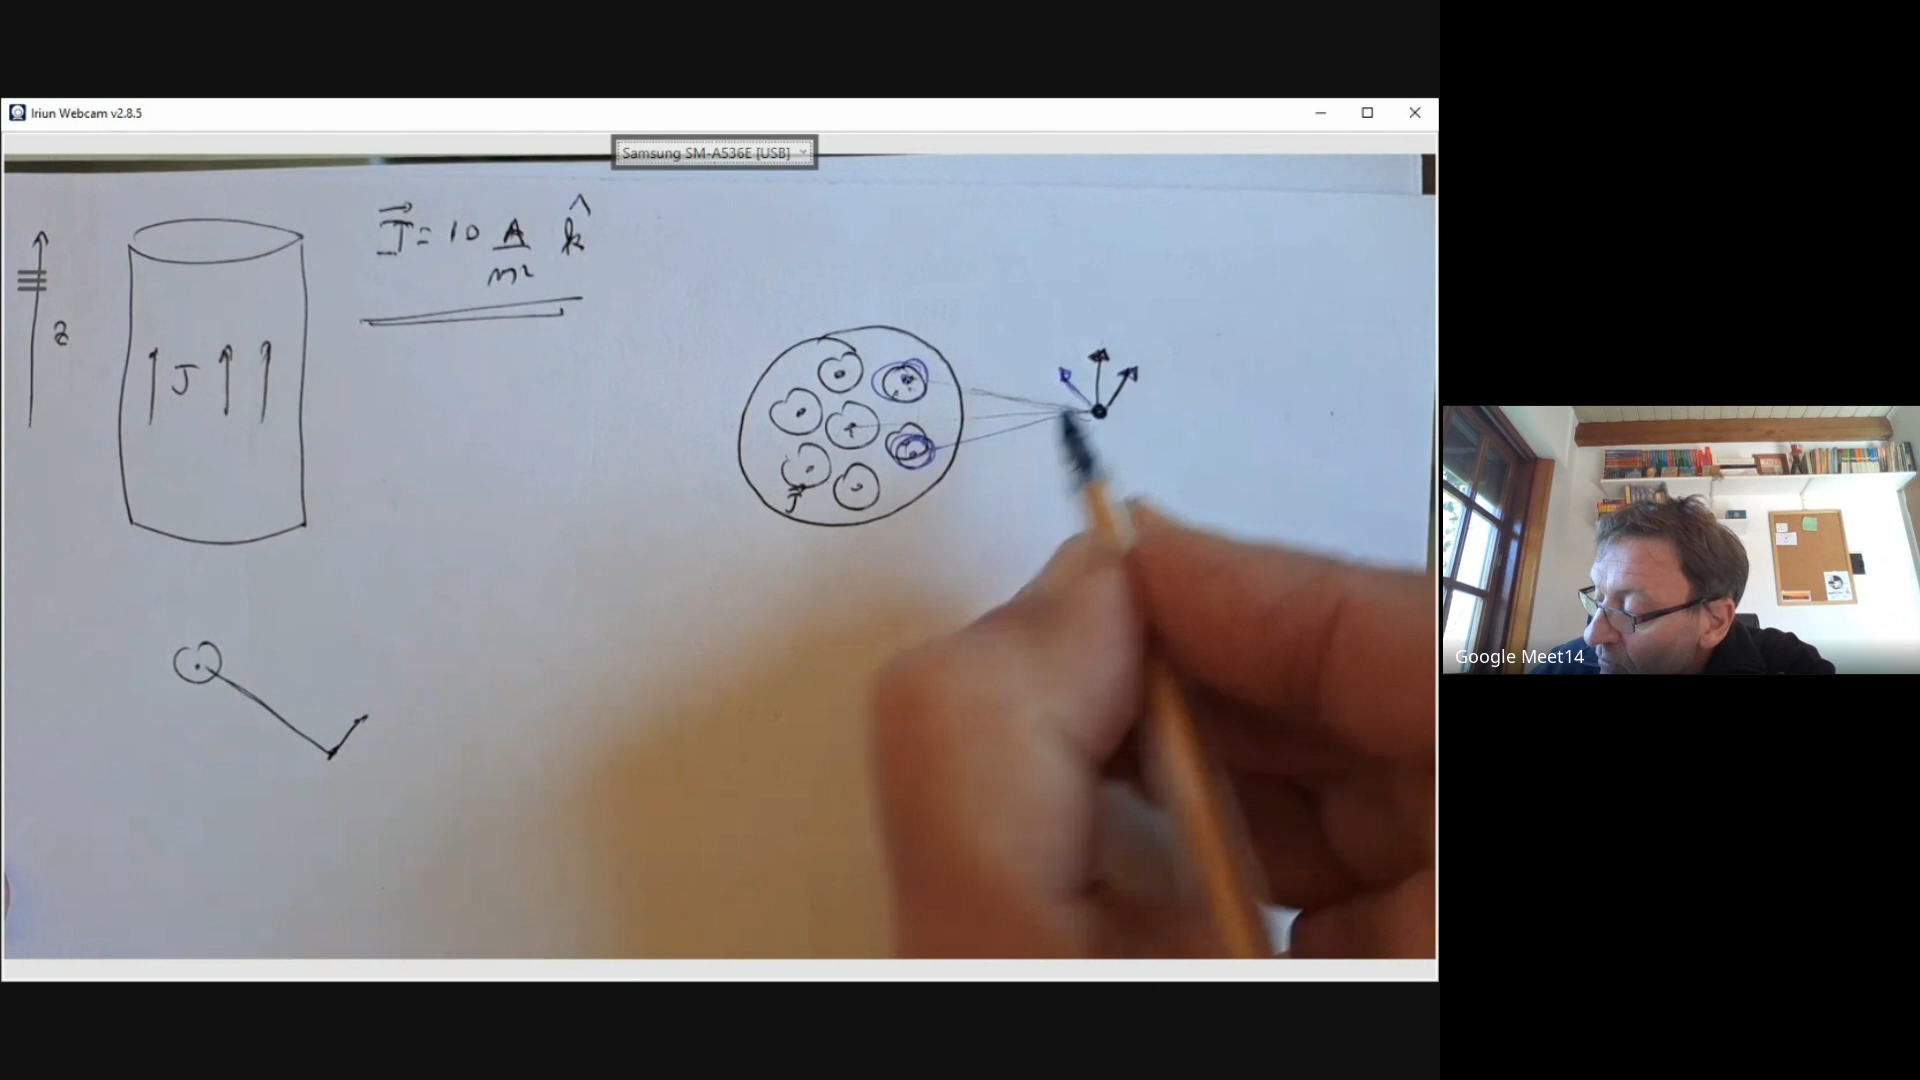 Iriun Webcam v2.8.5
Samsung SM-A536E [USB]
J = 10 A/m² k̂
z
J
J
Google Meet14